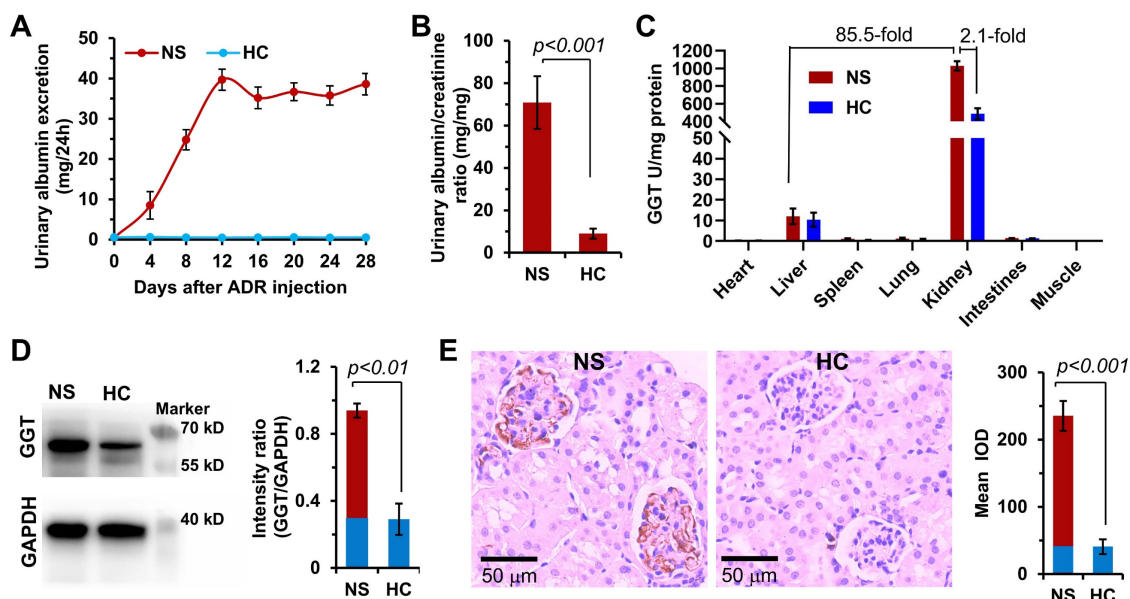 A
NS
HC
Urinary albumin excretion
(mg/24h)
50
40
30
20
10
0
0
4
8
12
16
20
24
28
Days after ADR injection
B
p<0.001
Urinary albumin/creatinine
ratio (mg/mg)
100
80
60
40
20
0
NS
HC
C
85.5-fold
2.1-fold
NS
HC
GGT U/mg protein
1200
1000
800
600
400
200
50
40
30
20
10
0
Heart
Liver
Spleen
Lung
Kidney
Intestines
Muscle
D
NS
HC
Marker
70 kD
55 kD
40 kD
GGT
GAPDH
p<0.01
Intensity ratio
(GGT/GAPDH)
1.2
0.8
0.4
0
NS
HC
E
NS
HC
50 μm
50 μm
p<0.001
Mean IOD
300
200
100
0
NS
HC